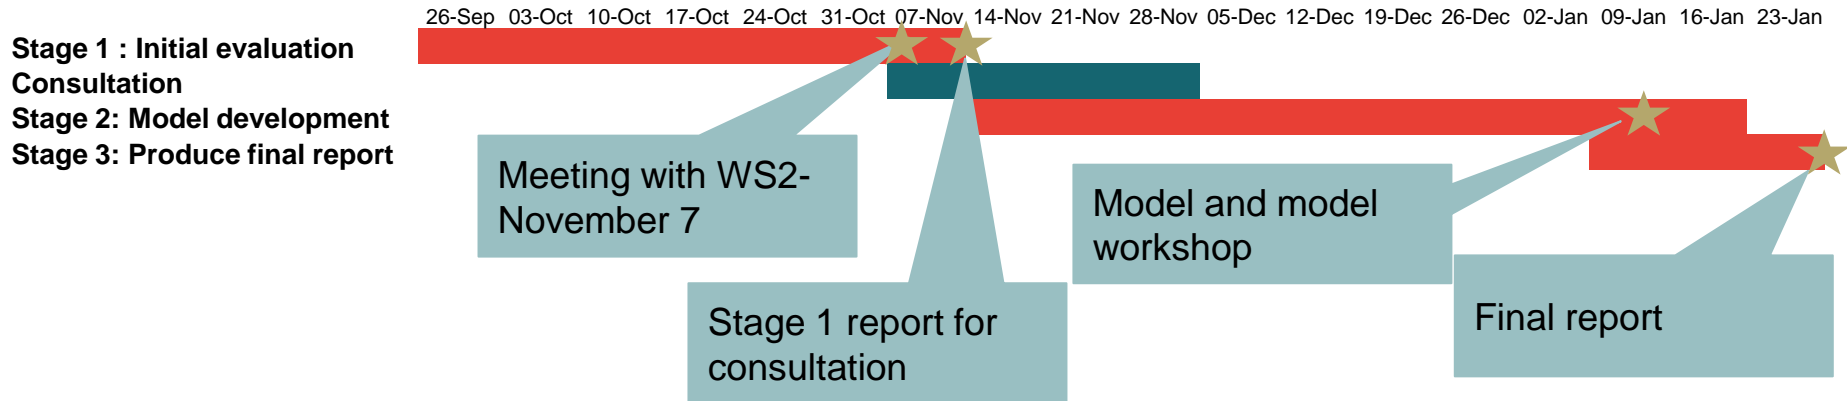 26-Sep 03-Oct 10-Oct 17-Oct 24-Oct 31-Oct 07-Nov 14-Nov 21-Nov 28-Nov 05-Dec 12-Dec 19-Dec 26-Dec 02-Jan 09-Jan 16-Jan 23-Jan
Stage 1 : Initial evaluation
Consultation
Stage 2: Model development
Stage 3: Produce final report
Meeting with WS2-
November 7
Stage 1 report for
consultation
Model and model
workshop
Final report